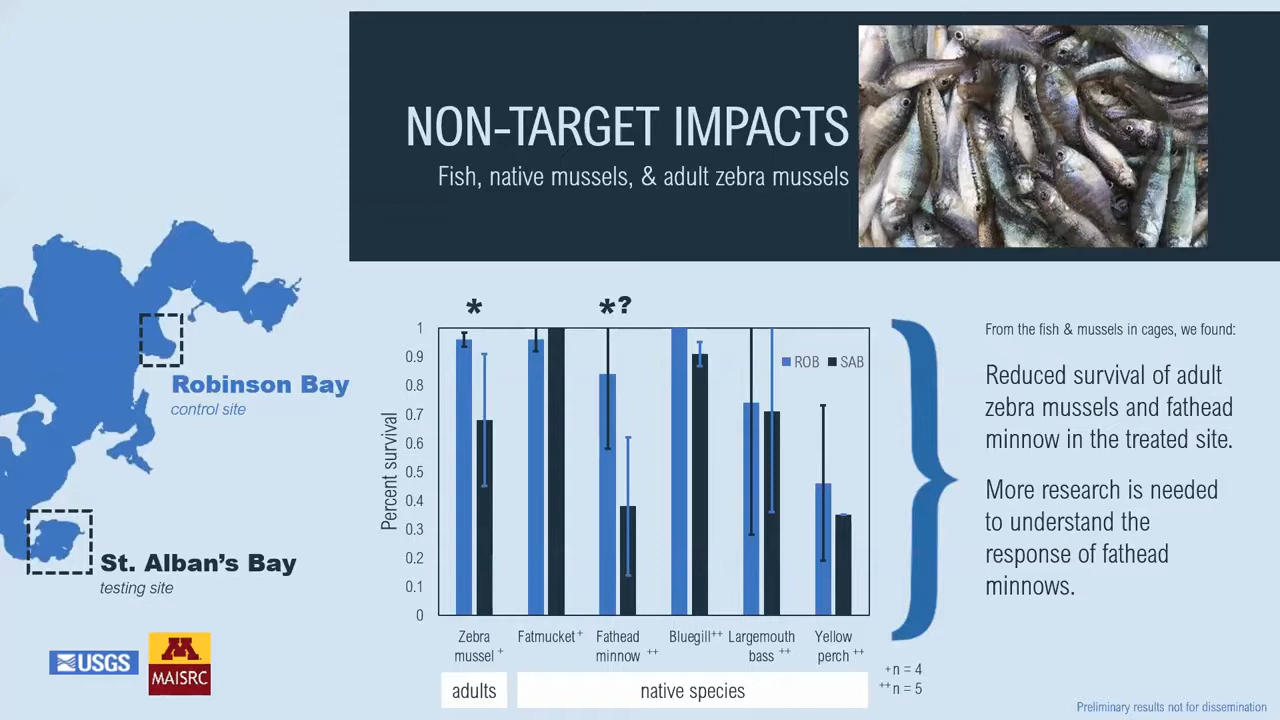 NON-TARGET IMPACTS
Fish, native mussels, & adult zebra mussels
Robinson Bay
control site
St. Alban's Bay
testing site
USGS
M
MAISRC
* *?
Percent survival
1
0.9
0.8
0.7
0.6
0.5
0.4
0.3
0.2
0.1
0
ROB SAB
Zebra mussel +
Fatmucket +
Fathead minnow ++
Bluegill ++
Largemouth bass ++
Yellow perch ++
adults
native species
+ n = 4
++ n = 5
From the fish & mussels in cages, we found:
Reduced survival of adult
zebra mussels and fathead
minnow in the treated site.
More research is needed
to understand the
response of fathead
minnows.
Preliminary results not for dissemination